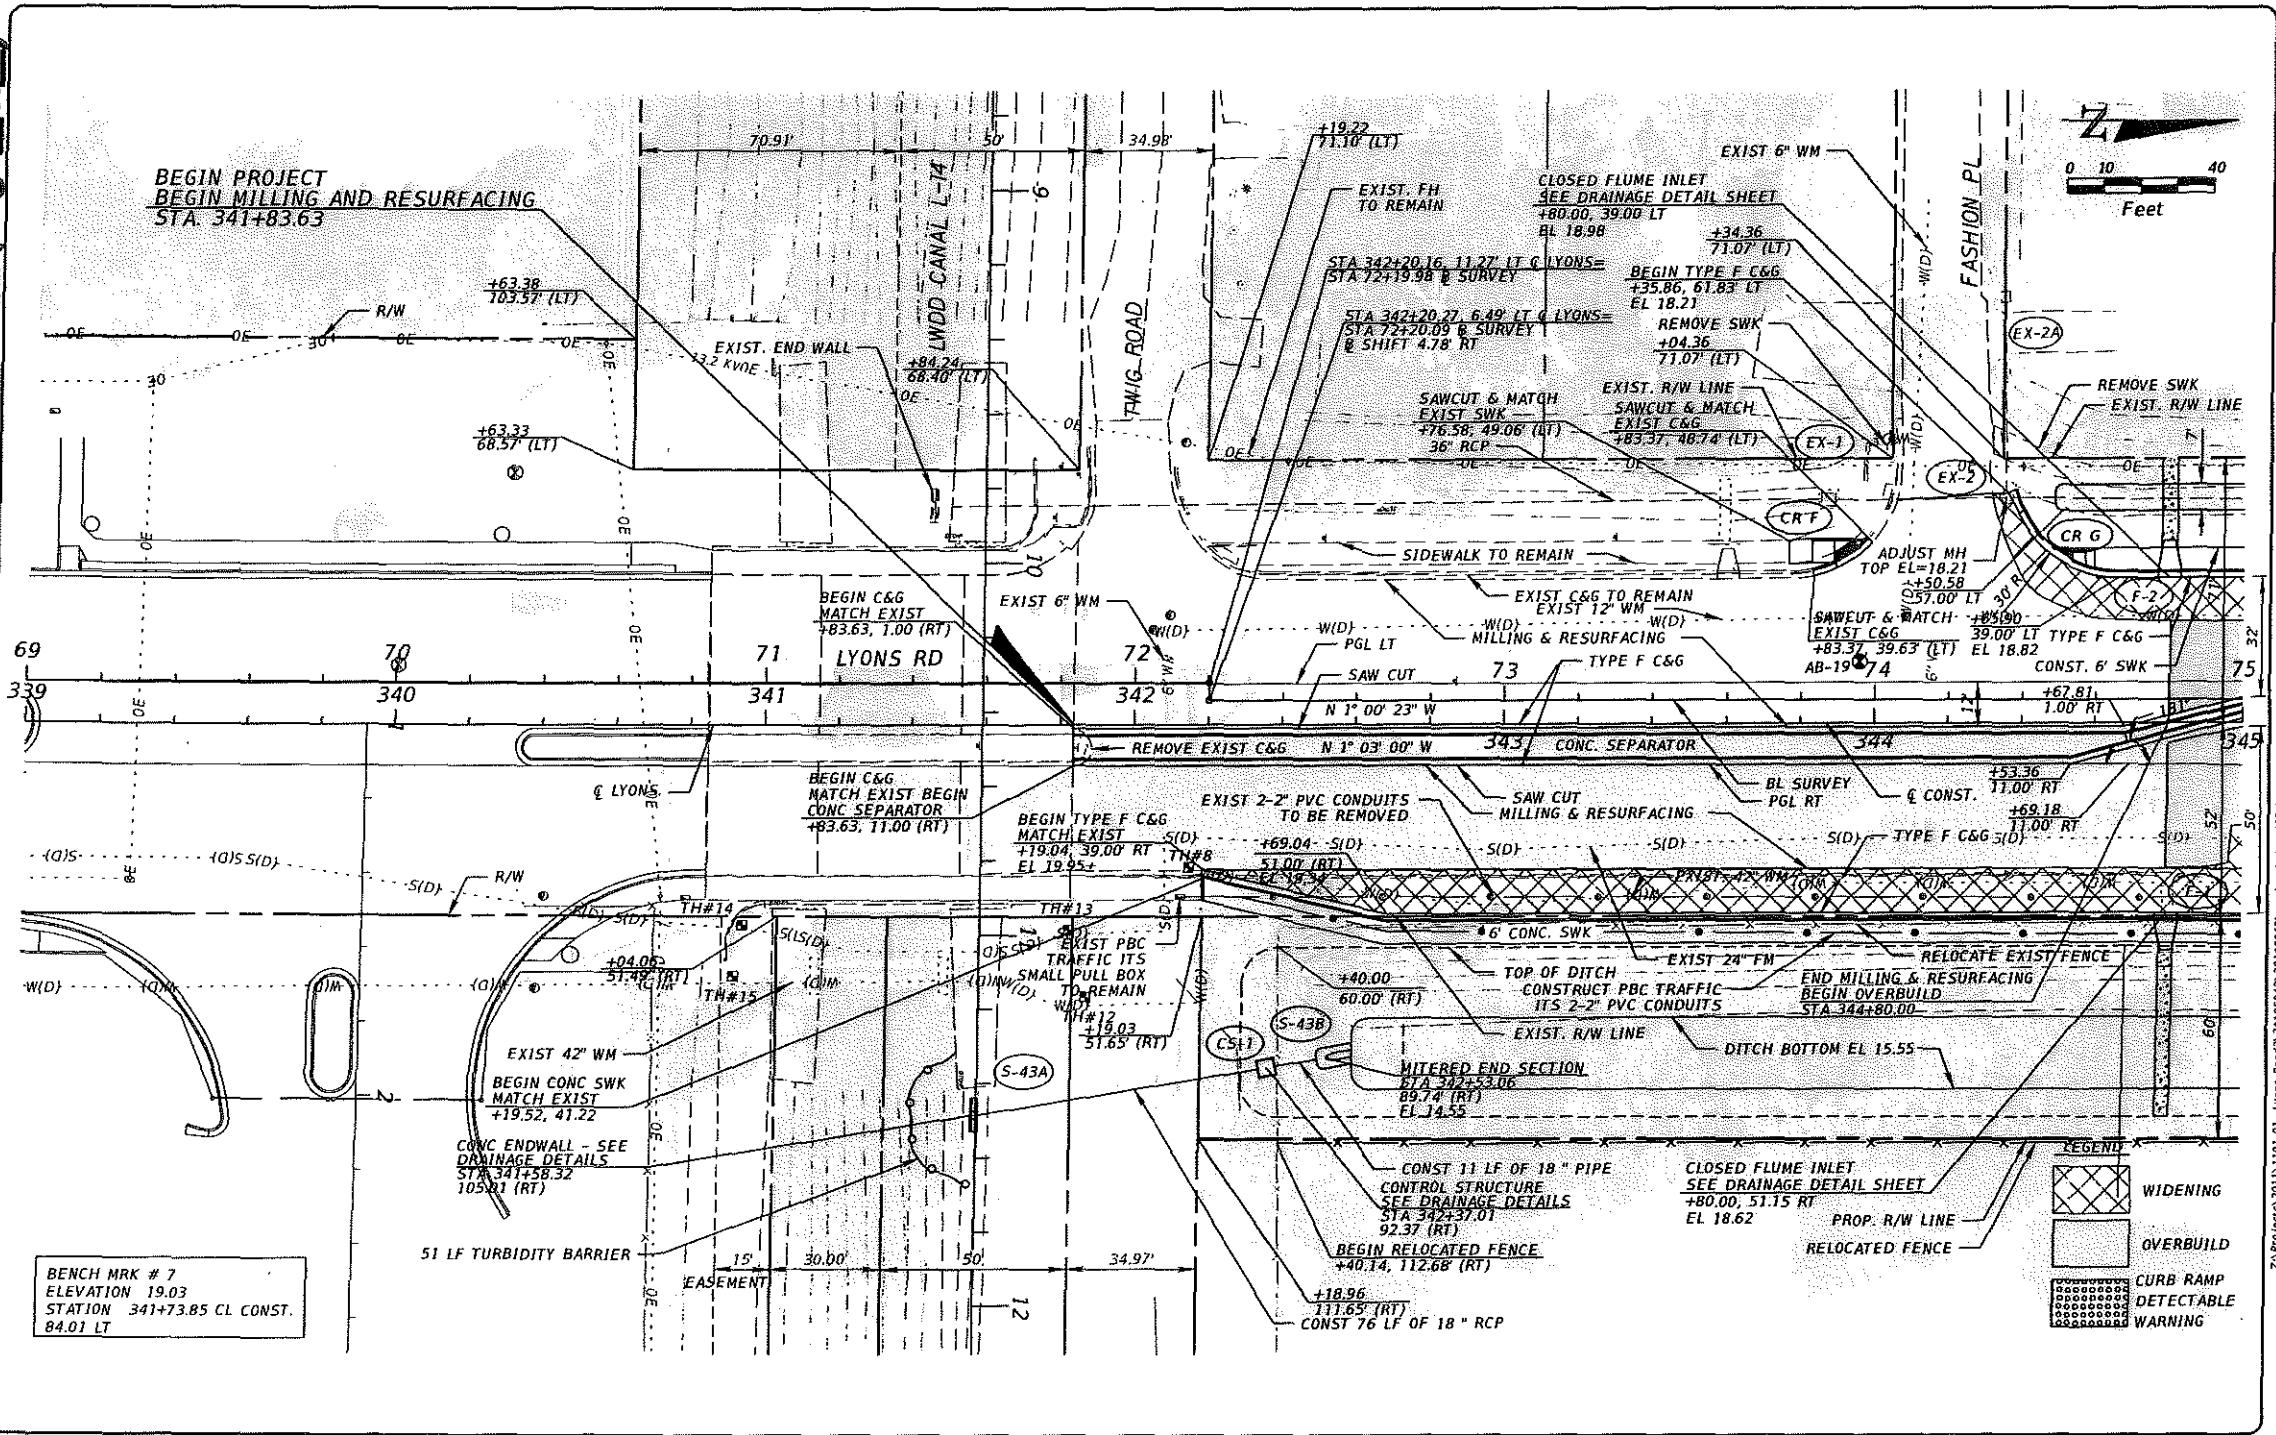 BEGIN PROJECT
BEGIN MILLING AND RESURFACING
STA. 341+83.63
70.91'
50'
34.98'
LWDD CANAL L-14
TWIG ROAD
9
10
+63.38
103.57' (LT)
R/W
OE
OE
OE
OE
13.2 KVOE
EXIST. END WALL
+84.24
68.40' (LT)
+63.33
68.57' (LT)
+19.22
71.10' (LT)
EXIST. FH
TO REMAIN
CLOSED FLUME INLET
SEE DRAINAGE DETAIL SHEET
+80.00, 39.00 LT
EL 18.98
EXIST 6" WM
FASHION PL
Z
0 10 40
Feet
+34.36
71.07' (LT)
STA 342+20.16, 11.27' LT ℄ LYONS=
STA 72+19.98 B SURVEY
BEGIN TYPE F C&G
+35.86, 61.83' LT
EL 18.21
STA 342+20.27, 6.49' LT ℄ LYONS=
STA 72+20.09 B SURVEY
B SHIFT 4.78' RT
REMOVE SWK
+04.36
71.07' (LT)
EX-2A
REMOVE SWK
EXIST. R/W LINE
EXIST. R/W LINE
SAWCUT & MATCH
EXIST SWK
+76.58, 49.06' (LT)
36" RCP
SAWCUT & MATCH
EXIST C&G
+83.37, 48.74' (LT)
EX-1
EX-2
CR F
CR G
7'
SIDEWALK TO REMAIN
ADJUST MH
TOP EL=18.21
+50.58
57.00' LT
30' R
EXIST C&G TO REMAIN
EXIST 12" WM
F-2
BEGIN C&G
MATCH EXIST
+83.63, 1.00 (RT)
EXIST 6" WM
W(D)
W(D)
W(D)
W(D)
MILLING & RESURFACING
SAWCUT & MATCH
EXIST C&G
+83.37, 39.63' (LT)
+65.90
39.00' LT
EL 18.82
TYPE F C&G
CONST. 6' SWK
PGL LT
TYPE F C&G
SAW CUT
AB-19
32'
69 70 71 72 73 74 75
LYONS RD
339 340 341 342
6" WM
12'
+67.81
1.00' RT
N 1° 00' 23" W
REMOVE EXIST C&G
N 1° 03' 00" W
343 344 345
CONC. SEPARATOR
℄ LYONS
BEGIN C&G
MATCH EXIST BEGIN
CONC SEPARATOR
+83.63, 11.00 (RT)
BL SURVEY
PGL RT
℄ CONST.
+53.36
11.00' RT
+69.18
11.00' RT
EXIST 2-2" PVC CONDUITS
TO BE REMOVED
SAW CUT
MILLING & RESURFACING
BEGIN TYPE F C&G
MATCH EXIST
+19.04, 39.00' RT
EL 19.95±
TH#8
+69.04
51.00' (RT)
S(D)
S(D)
S(D)
S(D)
TYPE F C&G
52'
50'
EXIST 42" WM
R/W
TH#14
TH#13
6' CONC. SWK
EXIST 24" FM
RELOCATE EXIST FENCE
EXIST PBC
TRAFFIC ITS
SMALL PULL BOX
TO REMAIN
+04.06
51.49' (RT)
TH#15
TH#12
+19.03
51.65' (RT)
+40.00
60.00' (RT)
TOP OF DITCH
CONSTRUCT PBC TRAFFIC
ITS 2-2" PVC CONDUITS
END MILLING & RESURFACING
BEGIN OVERBUILD
STA 344+80.00
EXIST. R/W LINE
DITCH BOTTOM EL 15.55
60'
EXIST 42" WM
S-43B
CS-1
S-43A
BEGIN CONC SWK
MATCH EXIST
+19.52, 41.22
MITERED END SECTION
STA 342+53.06
89.74' (RT)
EL 14.55
CONC ENDWALL - SEE
DRAINAGE DETAILS
STA 341+58.32
105.01 (RT)
CONST 11 LF OF 18 " PIPE
CONTROL STRUCTURE
SEE DRAINAGE DETAILS
STA 342+37.01
92.37 (RT)
CLOSED FLUME INLET
SEE DRAINAGE DETAIL SHEET
+80.00, 51.15 RT
EL 18.62
PROP. R/W LINE
RELOCATED FENCE
51 LF TURBIDITY BARRIER
BEGIN RELOCATED FENCE
+40.14, 112.68' (RT)
15'
30.00'
50'
34.97'
EASEMENT
12
+18.96
111.65' (RT)
CONST 76 LF OF 18 " RCP
BENCH MRK # 7
ELEVATION 19.03
STATION 341+73.85 CL CONST.
84.01 LT
LEGEND
WIDENING
OVERBUILD
CURB RAMP
DETECTABLE
WARNING